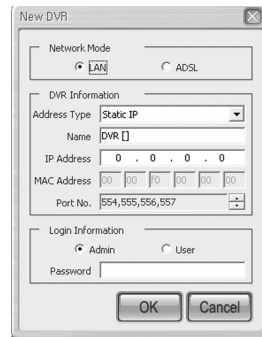 New DVR
Network Mode
LAN ADSL
DVR Information
Address Type Static IP
Name DVR []
IP Address 0 . 0 . 0 . 0
MAC Address 00 00 f0 00 00 00
Port No. 554,555,556,557
Login Information
Admin User
Password
OK Cancel